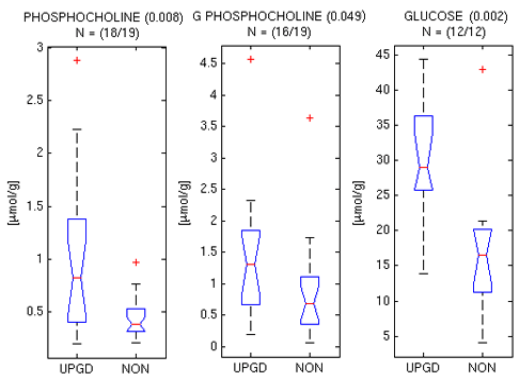 PHOSPHOCHOLINE (0.008)
N = (18/19)
[μmol/g]
3
2.5
2
1.5
1
0.5
UPGD NON
G PHOSPHOCHOLINE (0.049)
N = (16/19)
[μmol/g]
4.5
4
3.5
3
2.5
2
1.5
1
0.5
0
UPGD NON
GLUCOSE (0.002)
N = (12/12)
[μmol/g]
45
40
35
30
25
20
15
10
5
UPGD NON